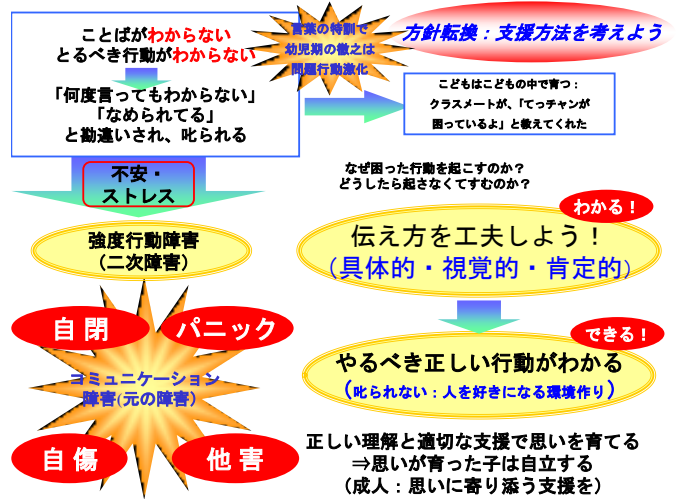 ことばがわからない
とるべき行動がわからない
「何度言ってもわからない」
「なめられてる」
と勘違いされ、叱られる
言葉の特訓で
幼児期の徹之は
問題行動激化
方針転換：支援方法を考えよう
こどもはこどもの中で育つ：
クラスメートが、「てっチャンが
困っているよ」と教えてくれた
不安・
ストレス
なぜ困った行動を起こすのか？
どうしたら起さなくてすむのか？
強度行動障害
（二次障害）
わかる！
伝え方を工夫しよう！
（具体的・視覚的・肯定的）
自 閉
パニック
コミュニケーション
障害（元の障害）
自 傷
他 害
できる！
やるべき正しい行動がわかる
（叱られない：人を好きになる環境作り）
正しい理解と適切な支援で思いを育てる
⇒思いが育った子は自立する
（成人：思いに寄り添う支援を）